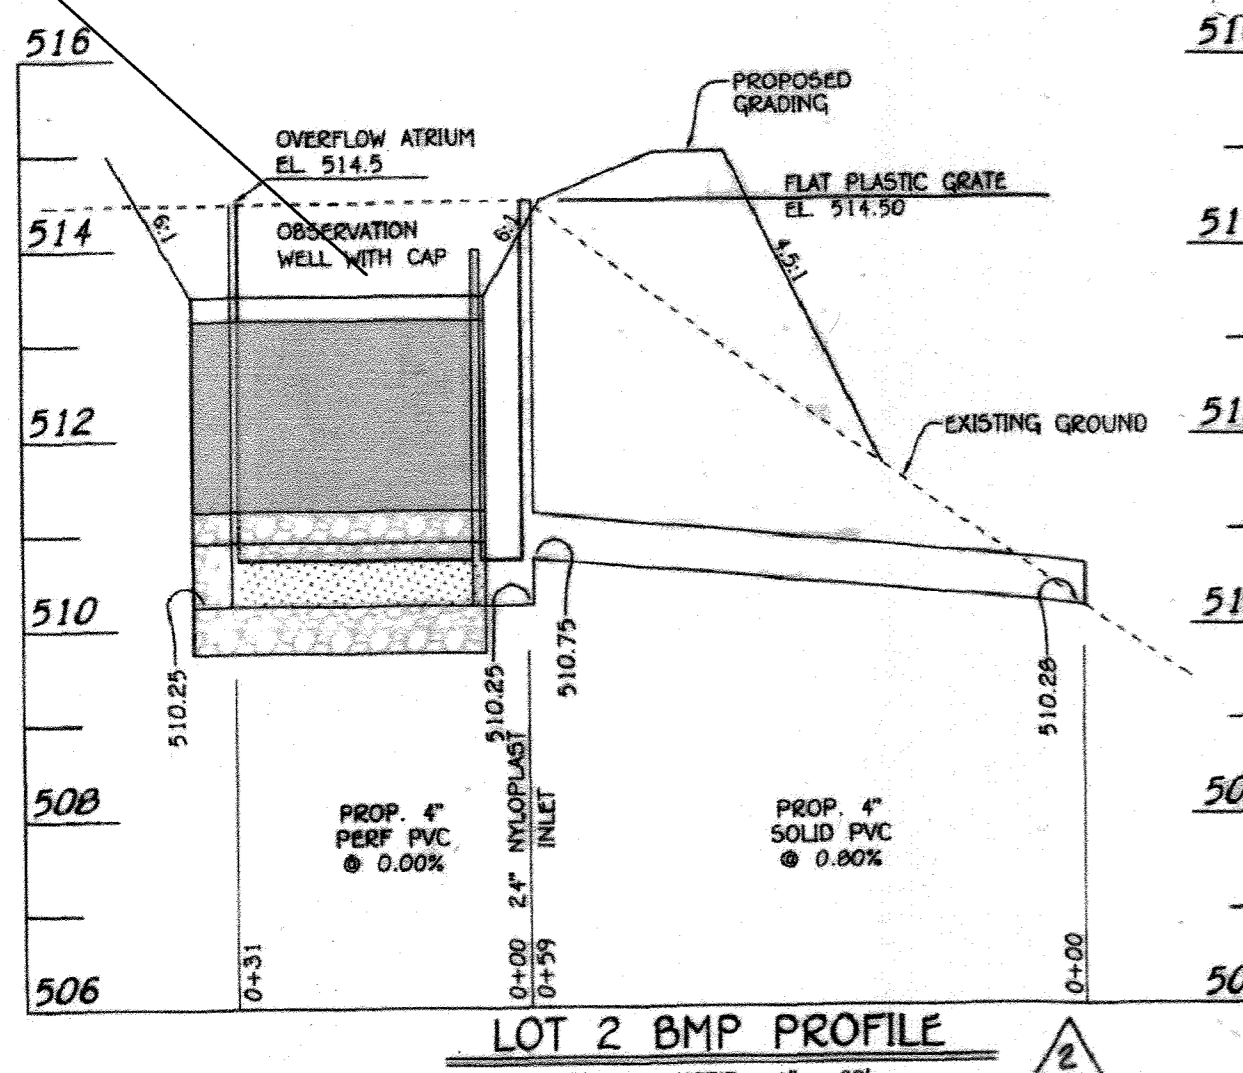 516
PROPOSED
GRADING
OVERFLOW ATRIUM
EL. 514.5
FLAT PLASTIC GRATE
EL. 514.50
6:1
6:1
OBSERVATION
WELL WITH CAP
514
4.5:1
512
EXISTING GROUND
510
510.25
510.25
510.75
510.28
508
PROP. 4"
PERF PVC
@ 0.00%
24" NYLOPLAST
INLET
PROP. 4"
SOLID PVC
@ 0.80%
0+31
0+00
0+59
0+00
506
LOT 2 BMP PROFILE
2